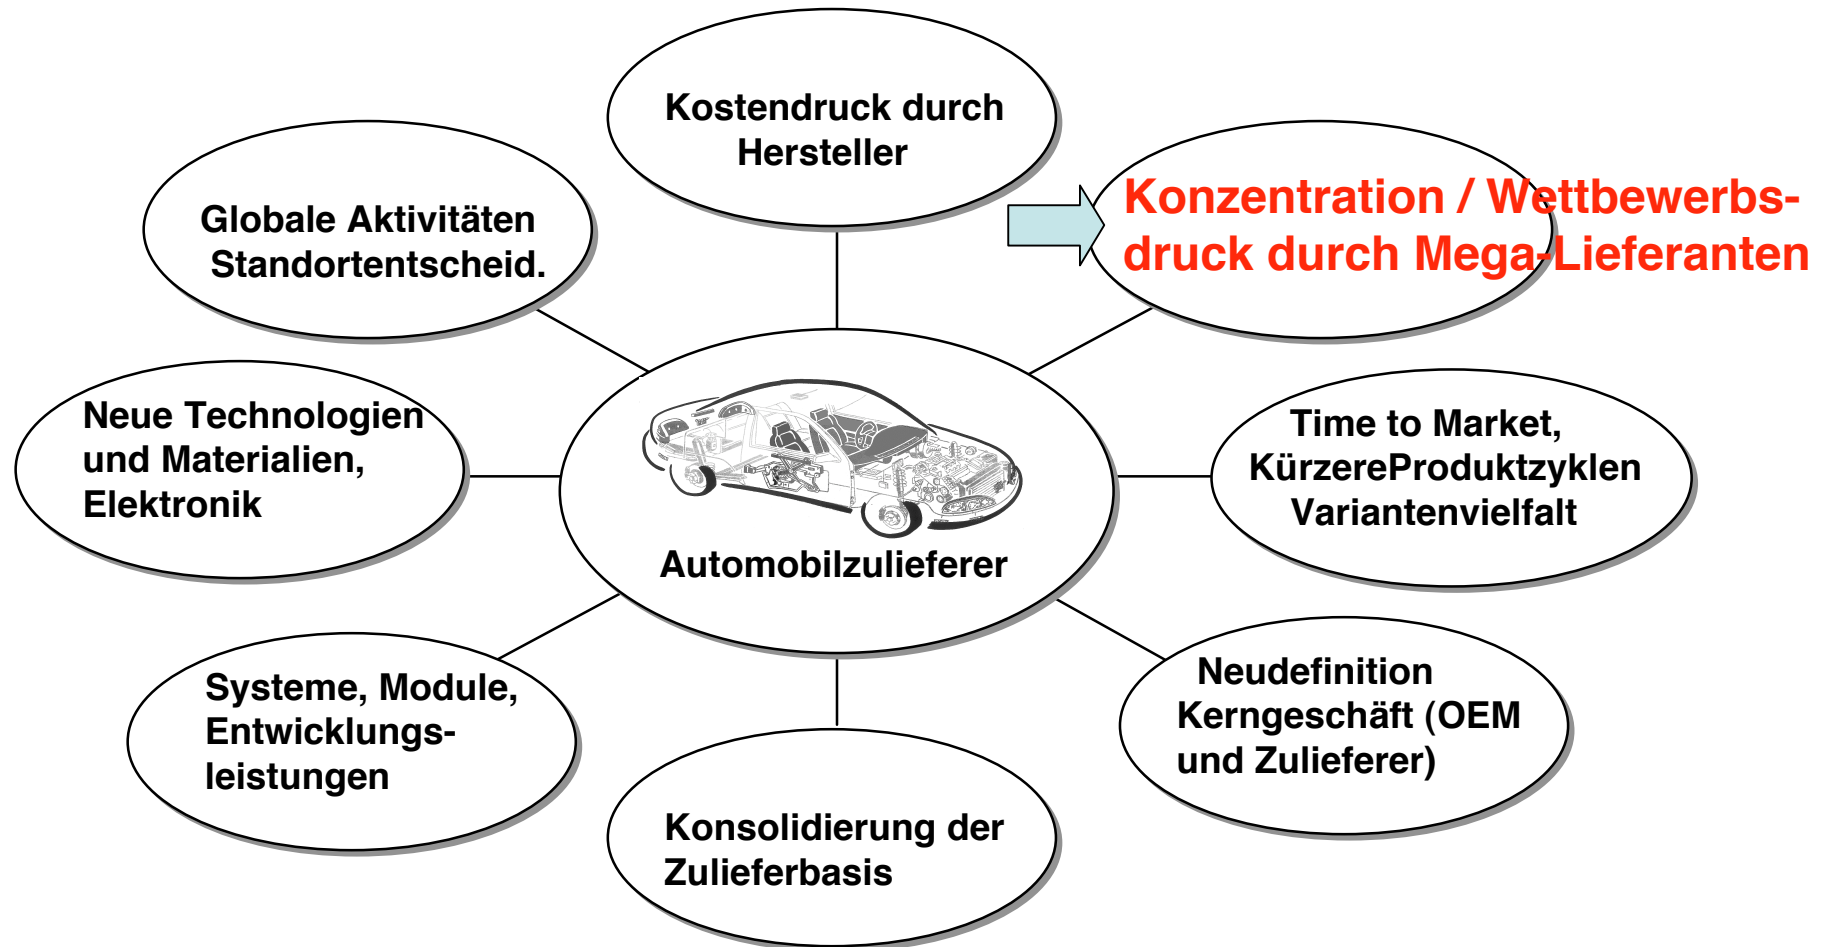 Kostendruck durch
Hersteller
Konzentration / Wettbewerbs-
druck durch Mega-Lieferanten
Globale Aktivitäten
Standortentscheid.
Neue Technologien
und Materialien,
Elektronik
Time to Market,
KürzereProduktzyklen
Variantenvielfalt
Automobilzulieferer
Systeme, Module,
Entwicklungs-
leistungen
Neudefinition
Kerngeschäft (OEM
und Zulieferer)
Konsolidierung der
Zulieferbasis